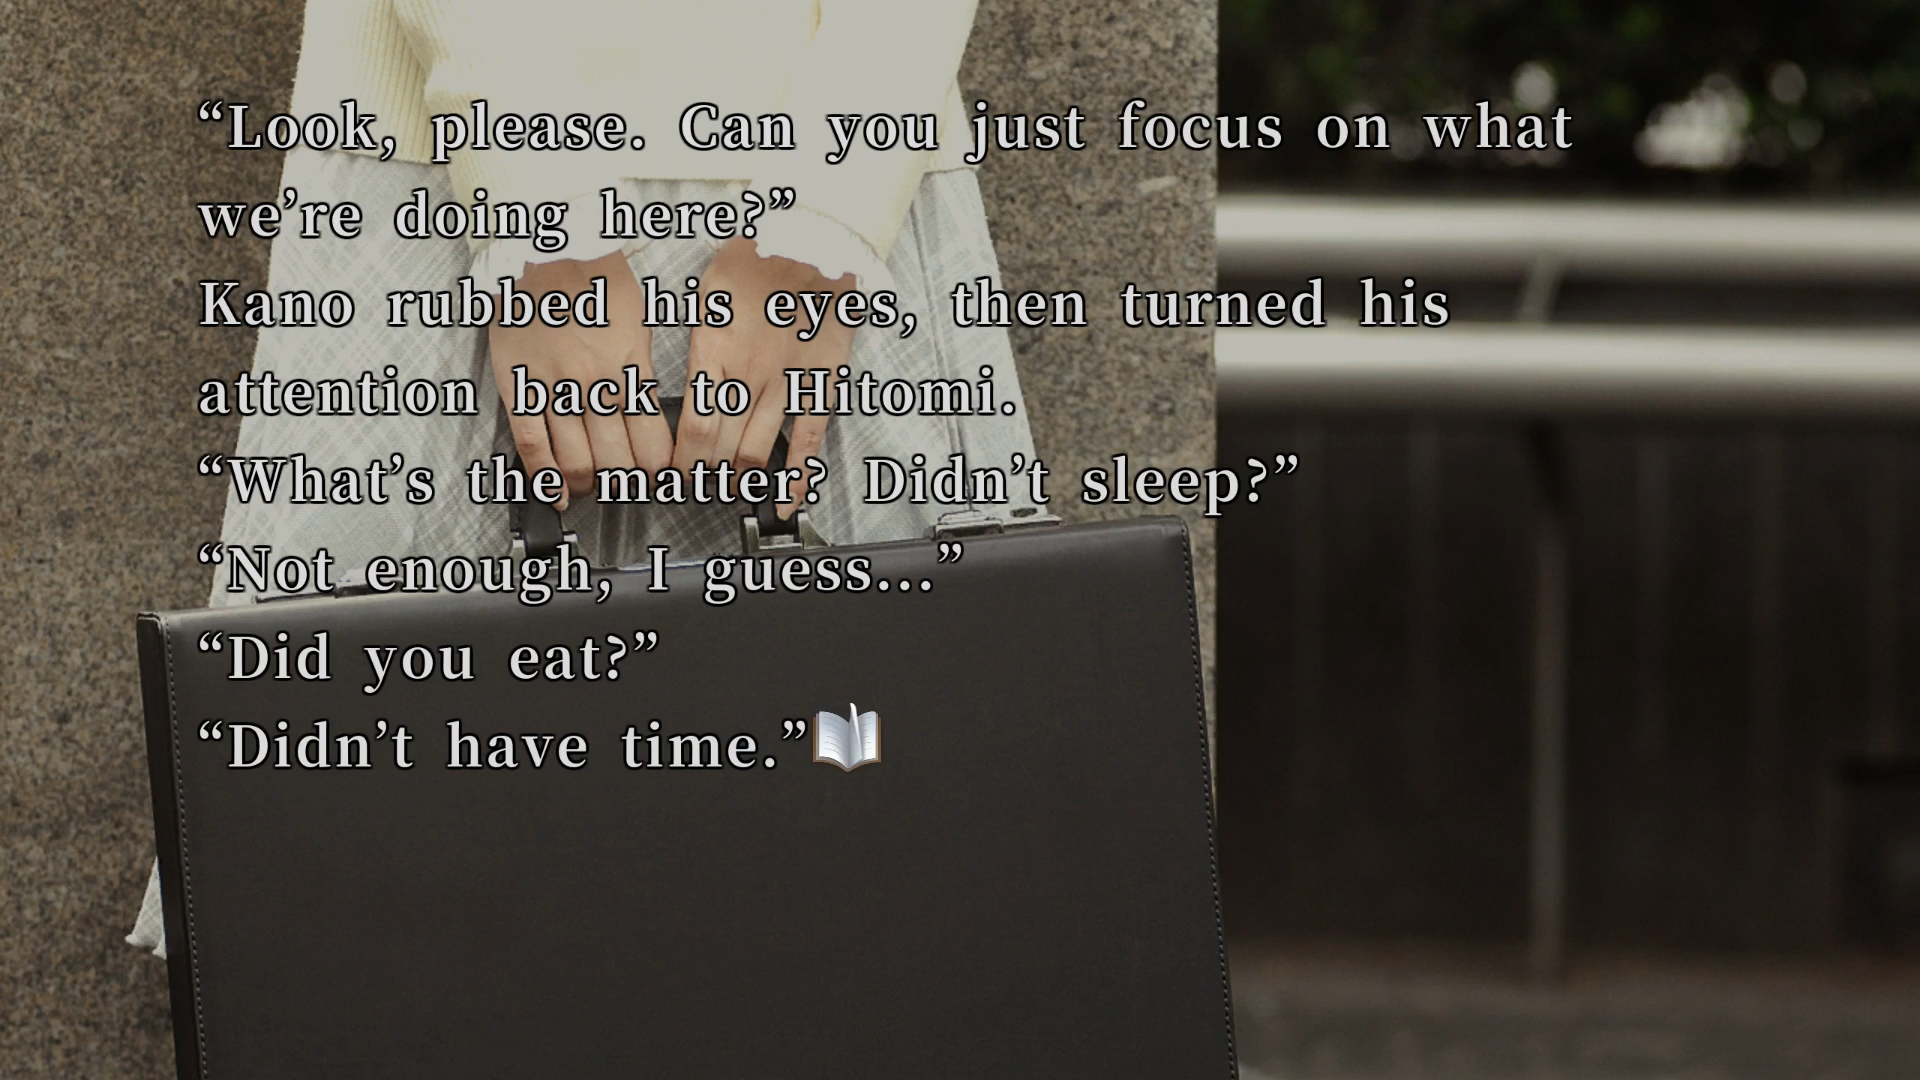 “Look, please. Can you just focus on what
we’re doing here?”
Kano rubbed his eyes, then turned his
attention back to Hitomi.
“What’s the matter? Didn’t sleep?”
“Not enough, I guess...”
“Did you eat?”
“Didn’t have time.”